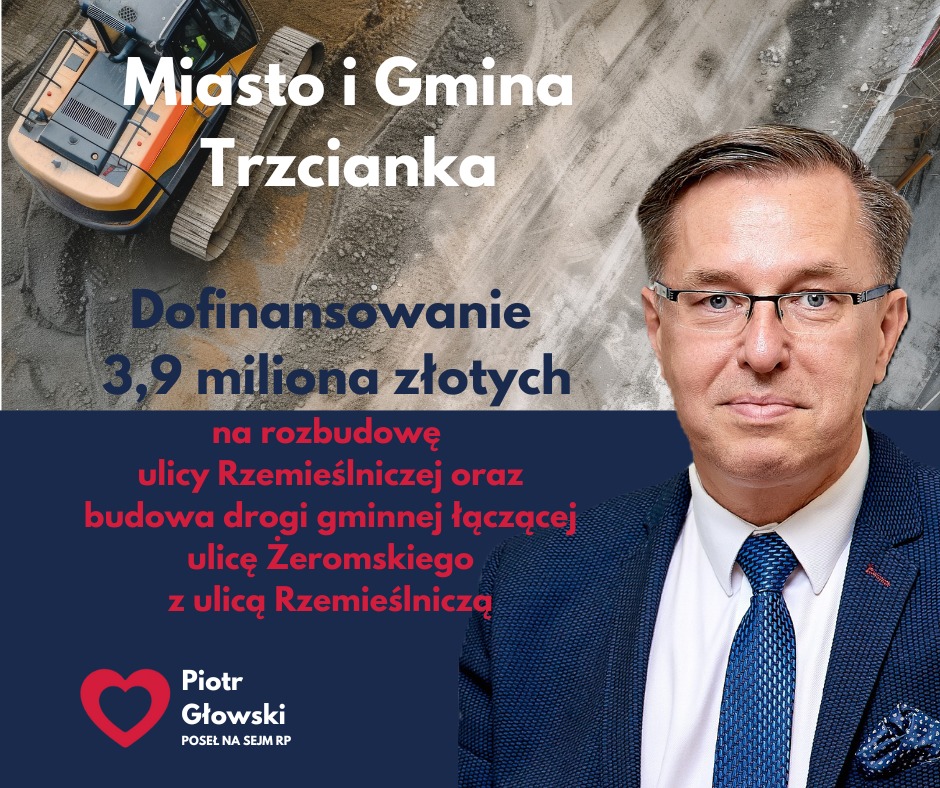 Miasto i Gmina
Trzcianka
Dofinansowanie
3,9 miliona złotych
na rozbudowę
ulicy Rzemieślniczej oraz
budowa drogi gminnej łączącej
ulicę Żeromskiego
z ulicą Rzemieślniczą
Piotr
Głowski
POSEŁ NA SEJM RP